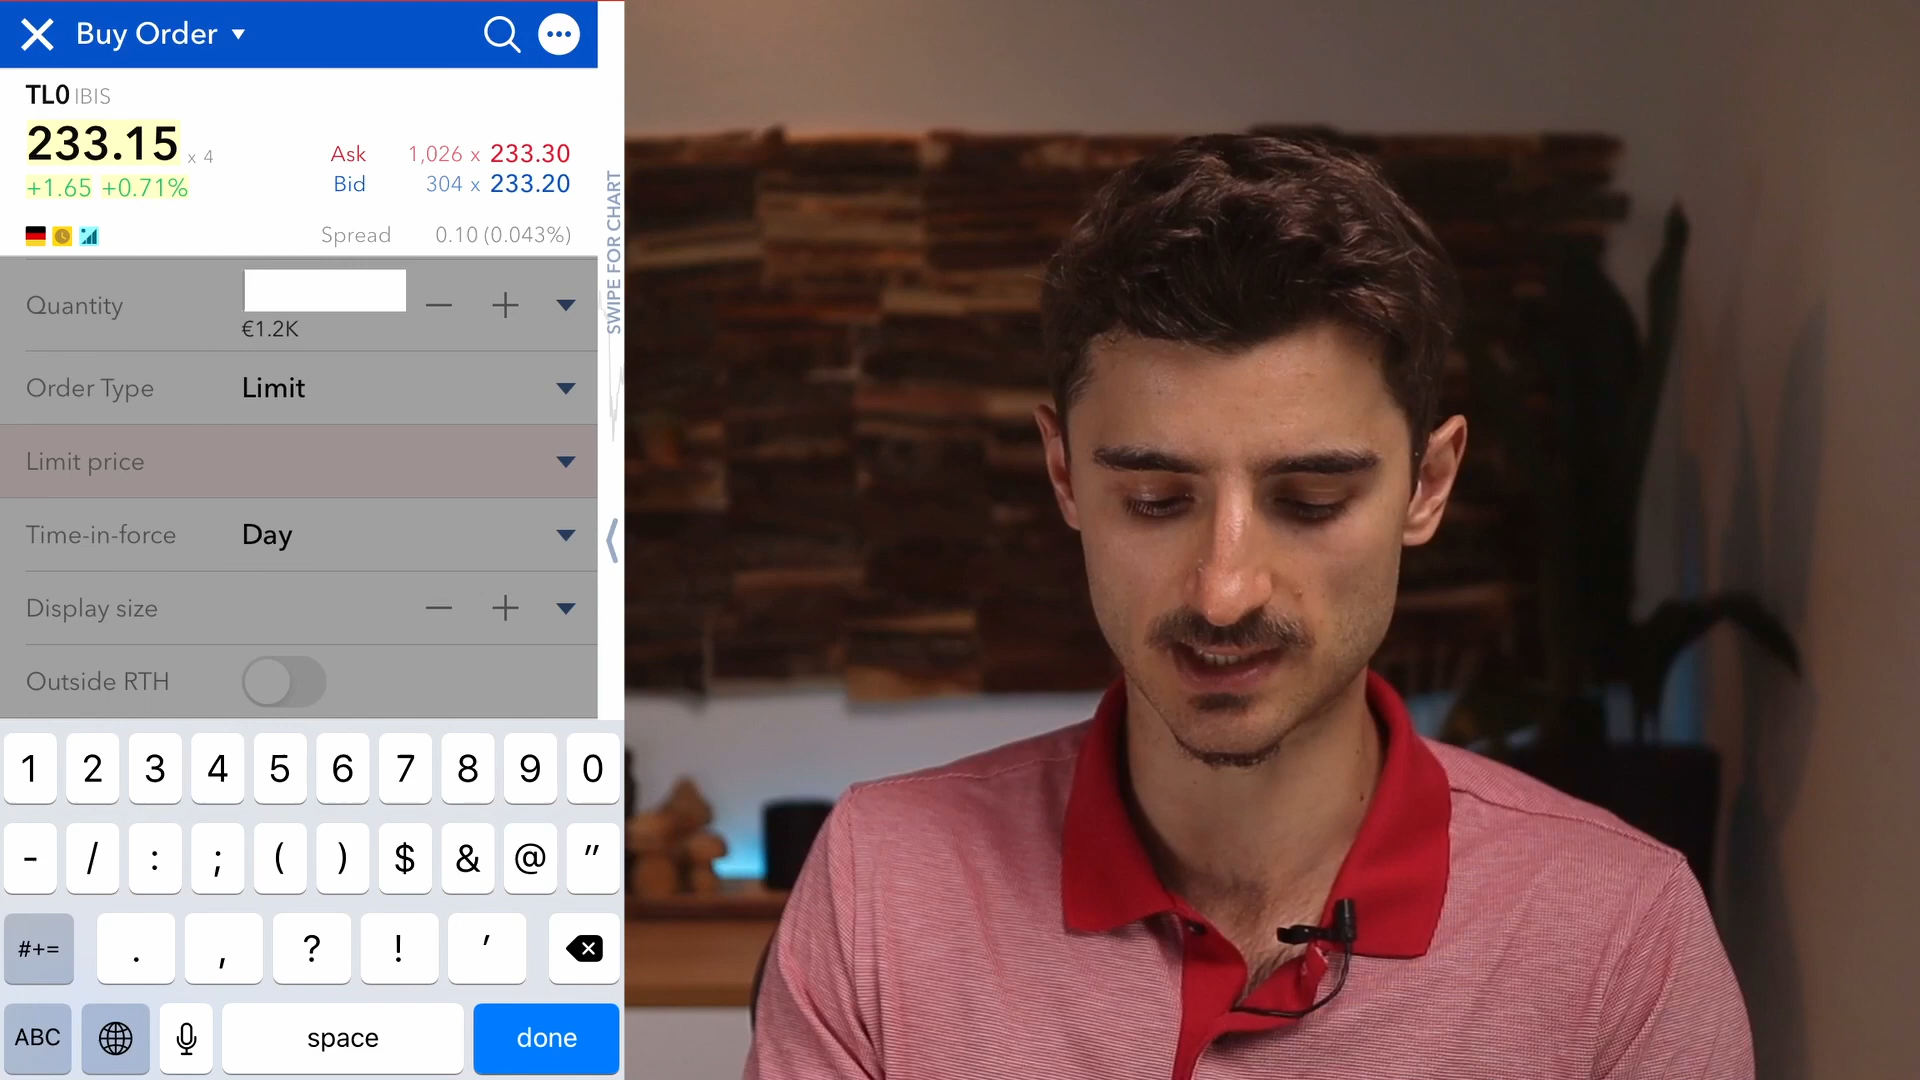 Buy Order
TL0 IBIS
233.15 x 4
+1.65 +0.71%
Ask 1,026 x 233.30
Bid 304 x 233.20
Spread 0.10 (0.043%)
SWIPE FOR CHART
Quantity
€1.2K
Order Type Limit
Limit price
Time-in-force Day
Display size
Outside RTH
1 2 3 4 5 6 7 8 9 0
- / : ; ( ) $ & @ "
#+= . , ? ! ’
ABC space done